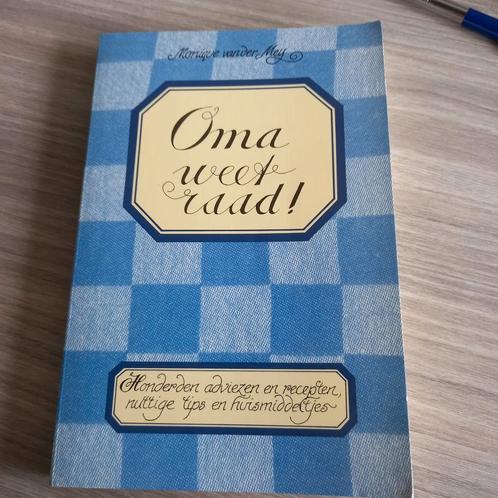 Monique van der Mey
Oma
weet
raad!
Honderden adviezen en recepten,
nuttige tips en huismiddeltjes